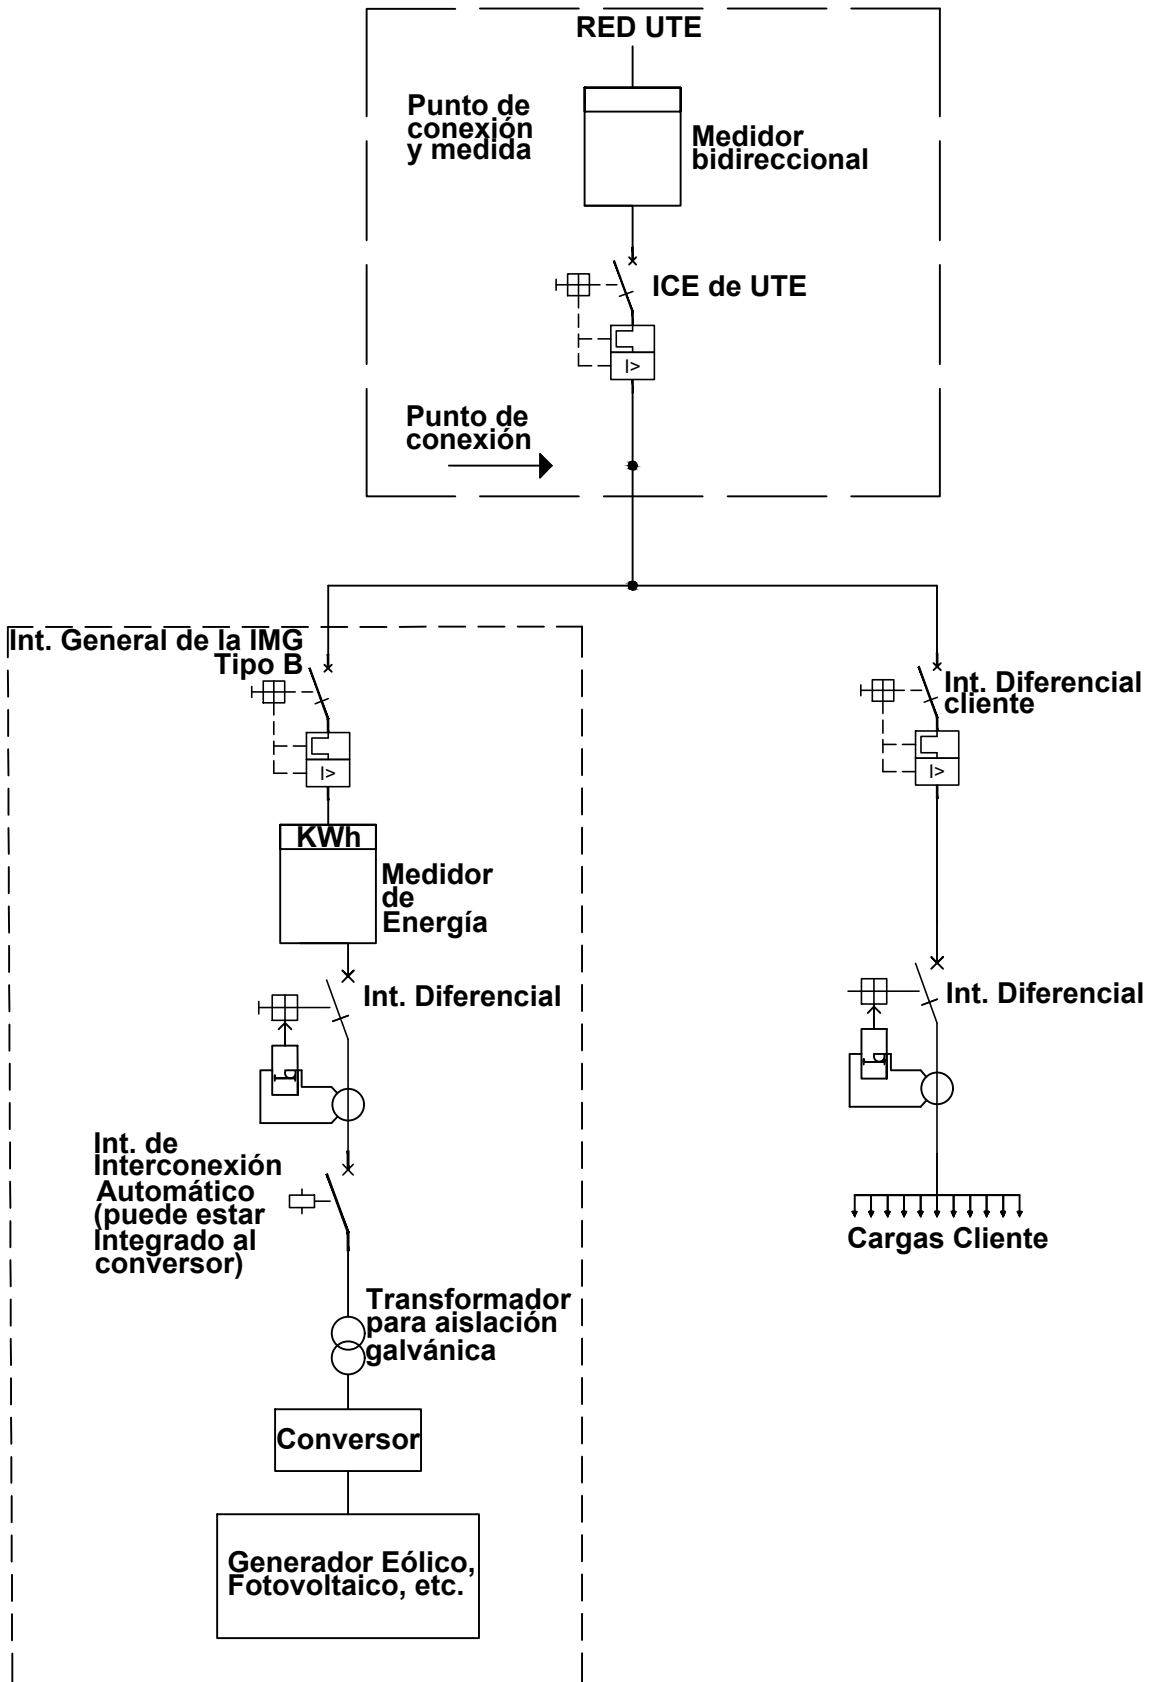 RED UTE
Punto de
conexión
y medida
Medidor
bidireccional
ICE de UTE
I>
Punto de
conexión
Int. General de la IMG
Tipo B
I>
Int. Diferencial
cliente
I>
KWh
Medidor
de
Energía
Int. Diferencial
Int. Diferencial
Int. de
Interconexión
Automático
(puede estar
Integrado al
conversor)
Cargas Cliente
Transformador
para aislación
galvánica
Conversor
Generador Eólico,
Fotovoltaico, etc.